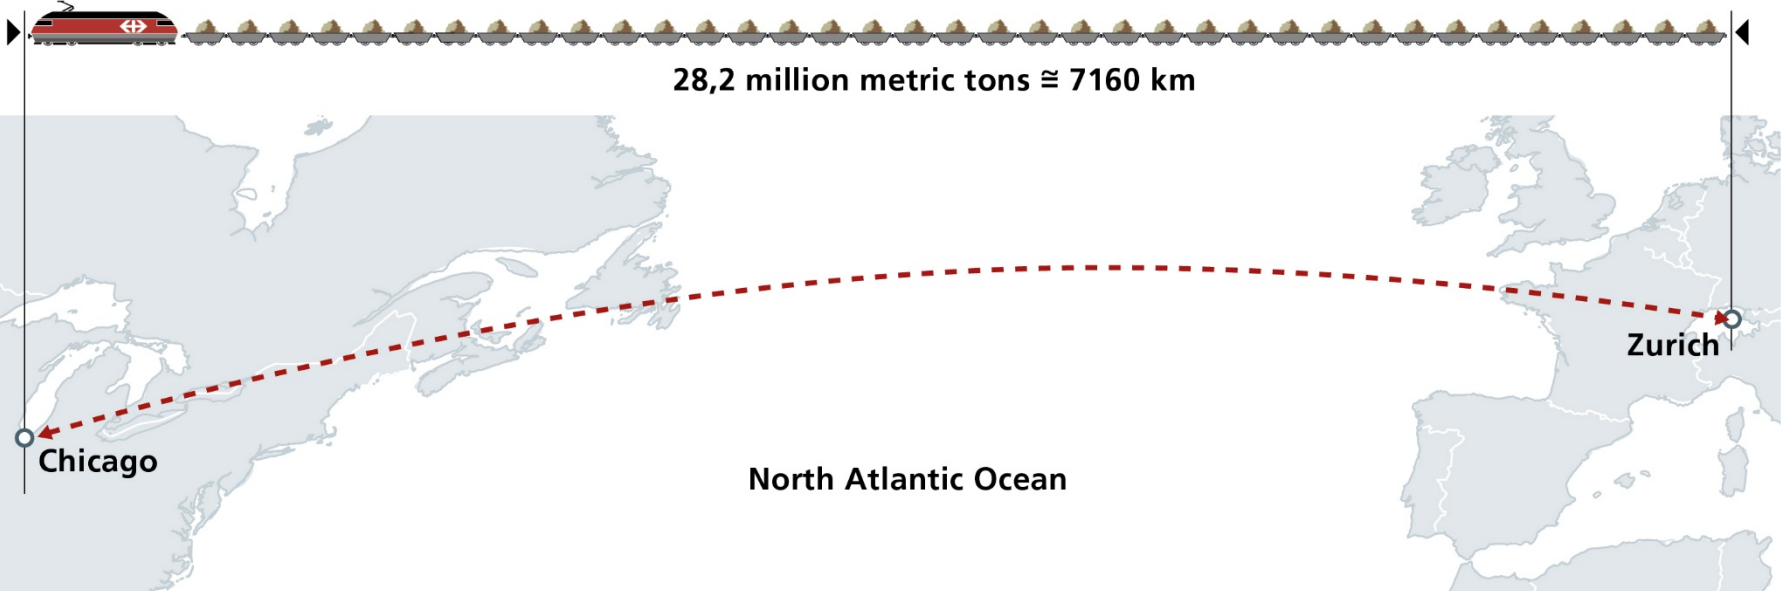 28,2 million metric tons ≅ 7160 km
Zurich
Chicago
North Atlantic Ocean